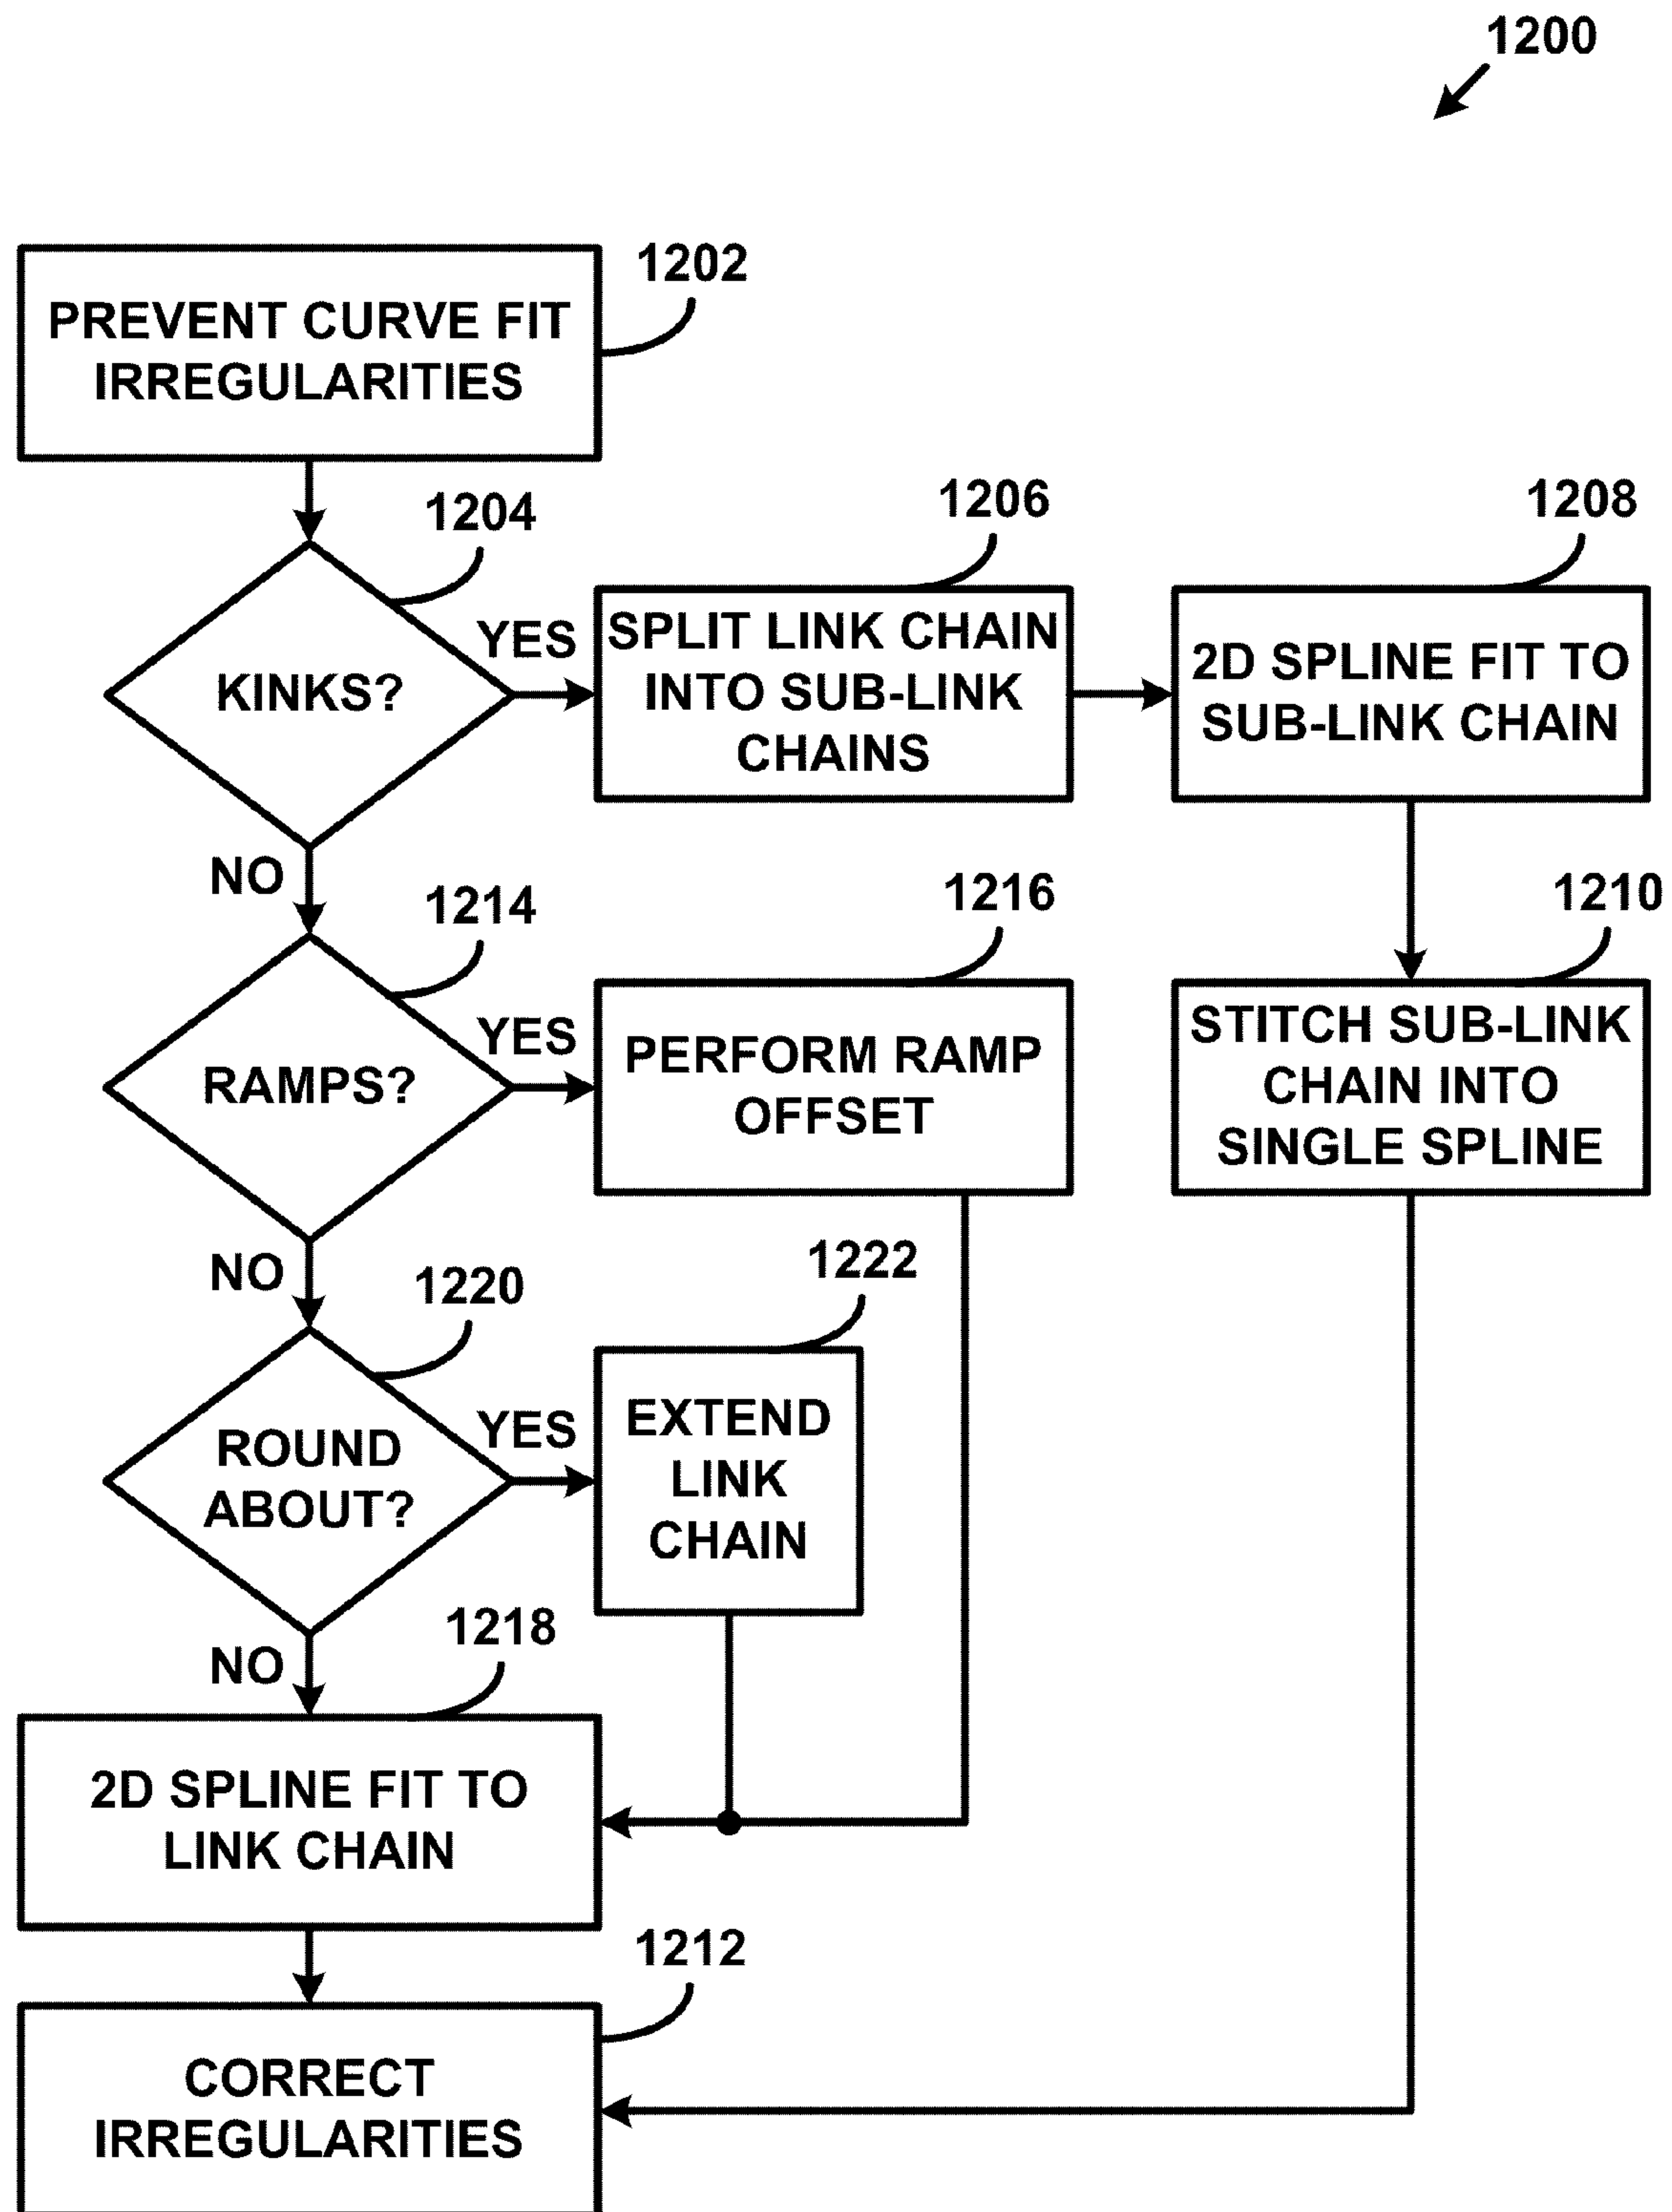 1200
1202
PREVENT CURVE FIT
IRREGULARITIES
1204
KINKS?
YES
NO
1206
SPLIT LINK CHAIN
INTO SUB-LINK
CHAINS
1208
2D SPLINE FIT TO
SUB-LINK CHAIN
1214
RAMPS?
YES
NO
1216
PERFORM RAMP
OFFSET
1210
STITCH SUB-LINK
CHAIN INTO
SINGLE SPLINE
1220
ROUND
ABOUT?
YES
NO
1222
EXTEND
LINK
CHAIN
1218
2D SPLINE FIT TO
LINK CHAIN
1212
CORRECT
IRREGULARITIES